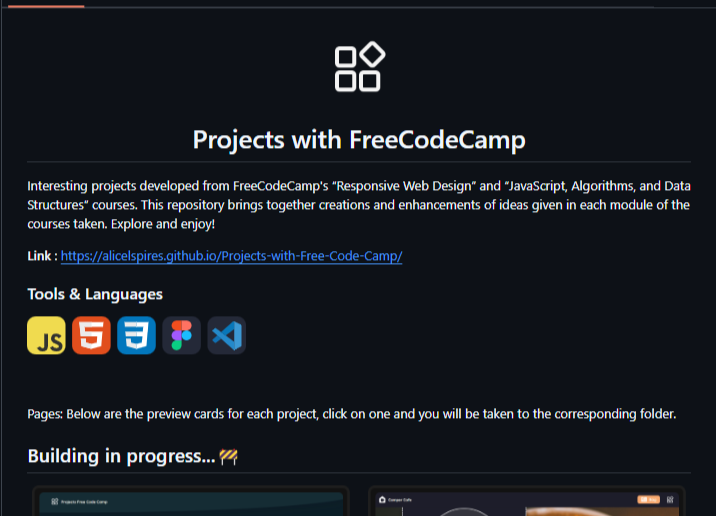 Projects with FreeCodeCamp
Interesting projects developed from FreeCodeCamp's "Responsive Web Design" and "JavaScript, Algorithms, and Data
Structures" courses. This repository brings together creations and enhancements of ideas given in each module of the
courses taken. Explore and enjoy!
Link : https://alicelspires.github.io/Projects-with-Free-Code-Camp/
Tools & Languages
JS
Pages: Below are the preview cards for each project, click on one and you will be taken to the corresponding folder.
Building in progress...
Projects Free Code Camp
Camper Cafe